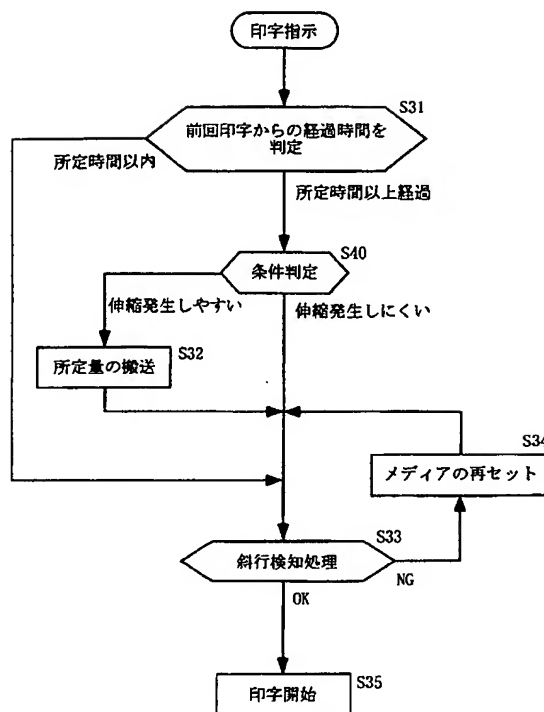 印字指示
S31
前回印字からの経過時間を
判定
所定時間以内
所定時間以上経過
S40
条件判定
伸縮発生しやすい
伸縮発生しにくい
S32
所定量の搬送
S34
メディアの再セット
S33
斜行検知処理
NG
OK
S35
印字開始